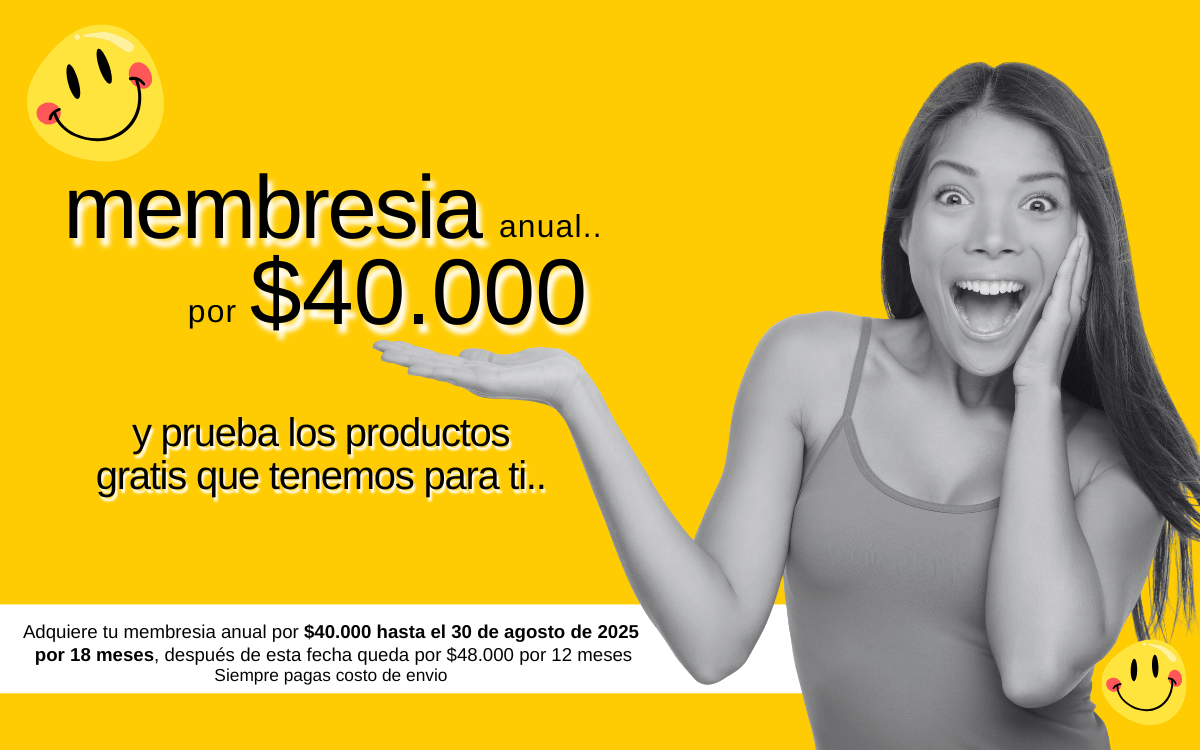 membresia anual..
por $40.000
y prueba los productos
gratis que tenemos para ti..
Adquiere tu membresia anual por $40.000 hasta el 30 de agosto de 2025
por 18 meses, después de esta fecha queda por $48.000 por 12 meses
Siempre pagas costo de envio